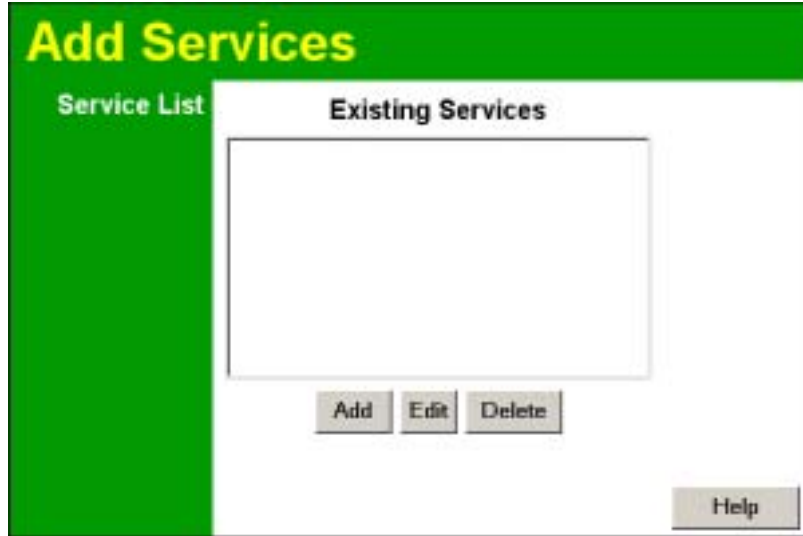 Add Services
Service List
Existing Services
Add Edit Delete
Help